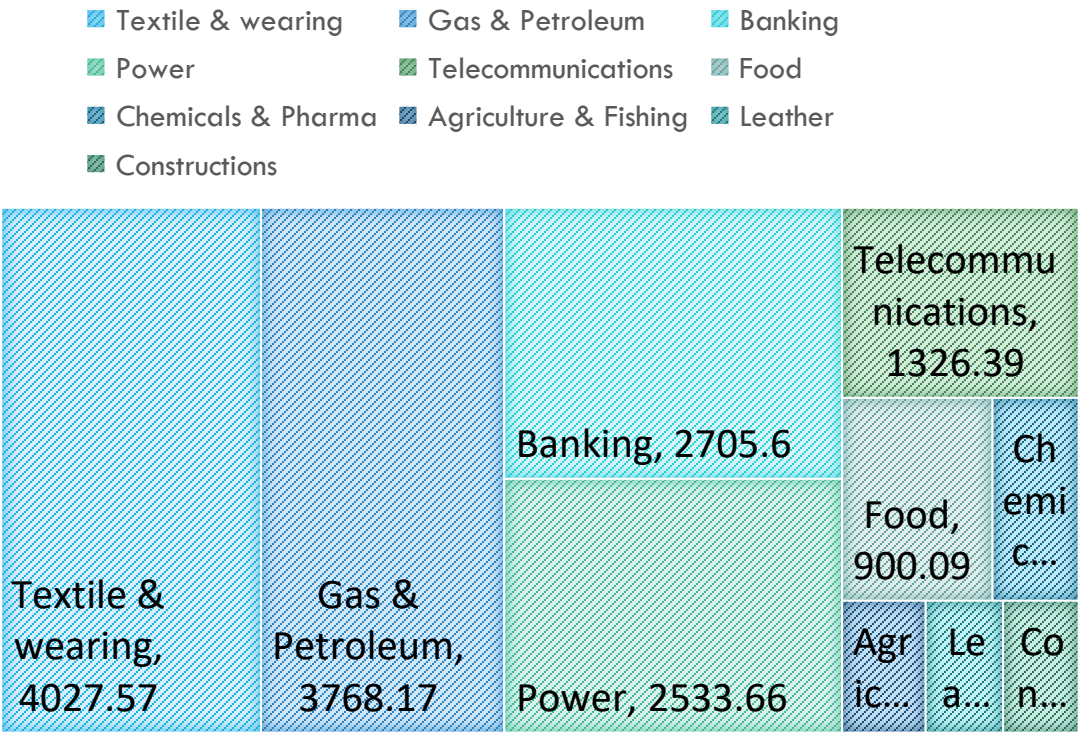 Textile & wearing
Gas & Petroleum
Banking
Power
Telecommunications
Food
Chemicals & Pharma
Agriculture & Fishing
Leather
Constructions
Textile &
wearing,
4027.57
Gas &
Petroleum,
3768.17
Banking, 2705.6
Power, 2533.66
Telecommu
nications,
1326.39
Food,
900.09
Ch
emi
c...
Agr
ic...
Le
a...
Co
n...